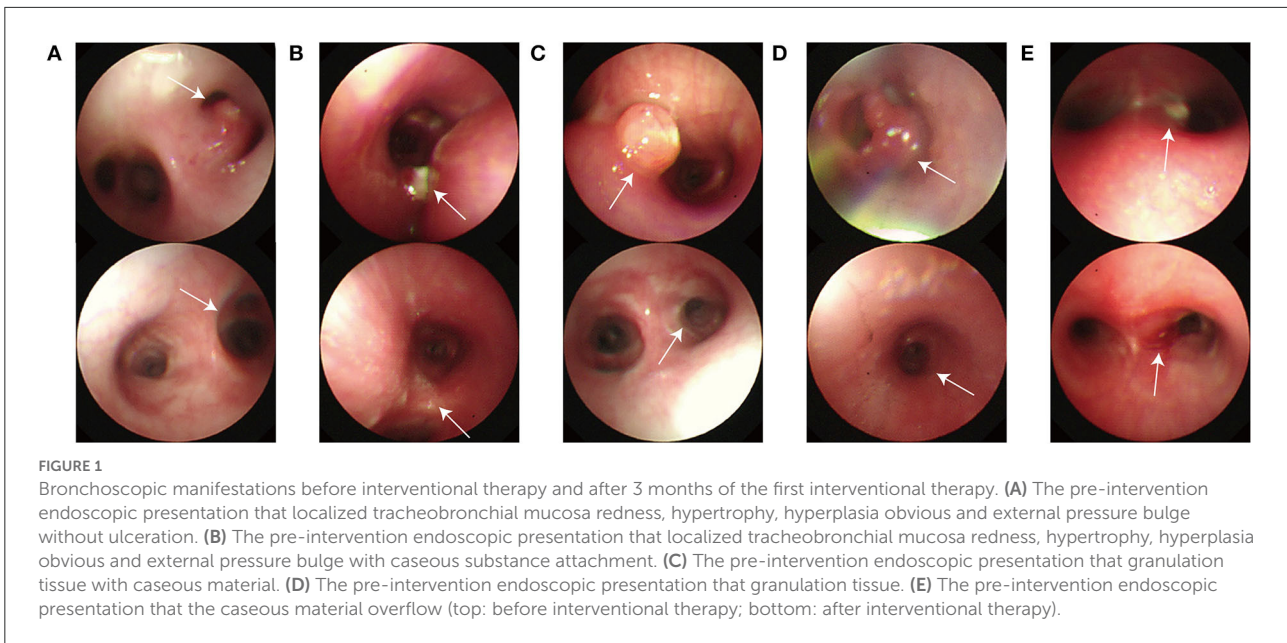 A B C D E
FIGURE 1
Bronchoscopic manifestations before interventional therapy and after 3 months of the first interventional therapy. (A) The pre-intervention
endoscopic presentation that localized tracheobronchial mucosa redness, hypertrophy, hyperplasia obvious and external pressure bulge
without ulceration. (B) The pre-intervention endoscopic presentation that localized tracheobronchial mucosa redness, hypertrophy, hyperplasia
obvious and external pressure bulge with caseous substance attachment. (C) The pre-intervention endoscopic presentation that granulation
tissue with caseous material. (D) The pre-intervention endoscopic presentation that granulation tissue. (E) The pre-intervention endoscopic
presentation that the caseous material overflow (top: before interventional therapy; bottom: after interventional therapy).